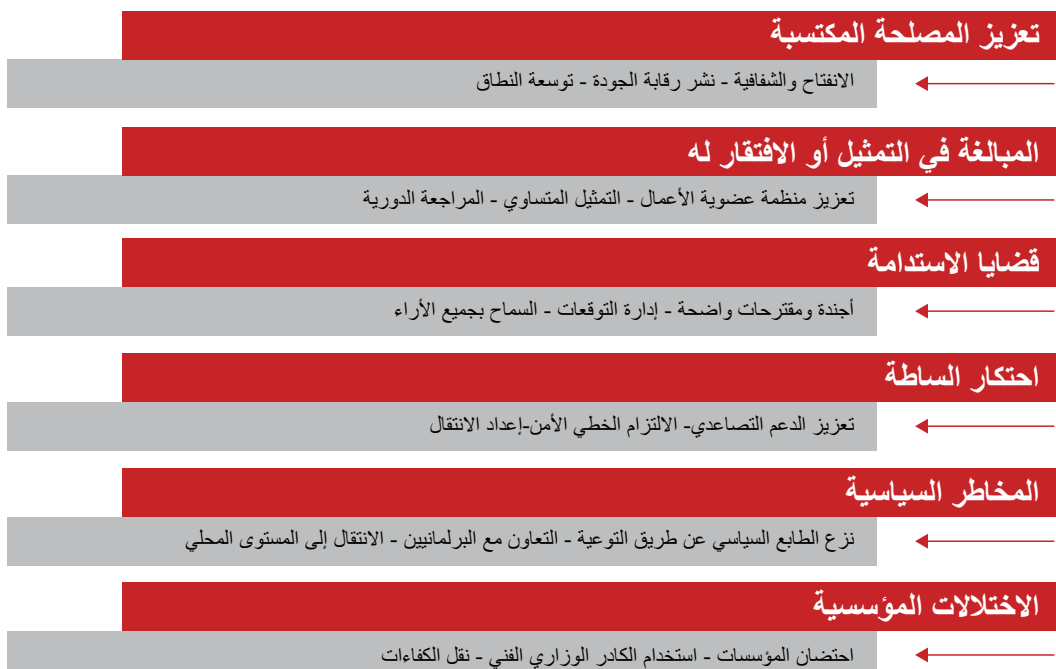 تعزيز المصلحة المكتسبة
الانفتاح والشفافية - نشر رقابة الجودة - توسعة النطاق
المبالغة في التمثيل أو الافتقار له
تعزيز منظمة عضوية الأعمال - التمثيل المتساوي - المراجعة الدورية
قضايا الاستدامة
أجندة ومقترحات واضحة - إدارة التوقعات - السماح بجميع الأراء
احتكار الساطة
تعزيز الدعم التصاعدي- الالتزام الخطي الأمن-إعداد الانتقال
المخاطر السياسية
نزع الطابع السياسي عن طريق التوعية - التعاون مع البرلمانيين - الانتقال إلى المستوى المحلي
الاختلالات المؤسسية
احتضان المؤسسات - استخدام الكادر الوزاري الفني - نقل الكفاءات